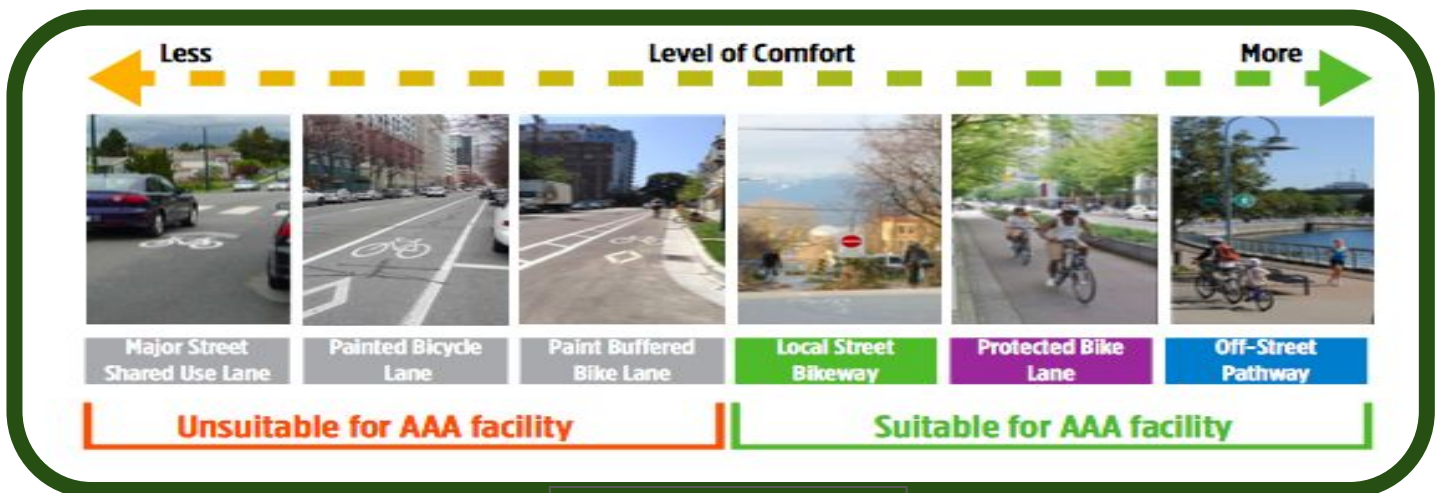 Less
Level of Comfort
More
Major Street
Shared Use Lane
Painted Bicycle
Lane
Paint Buffered
Bike Lane
Local Street
Bikeway
Protected Bike
Lane
Off-Street
Pathway
Unsuitable for AAA facility
Suitable for AAA facility